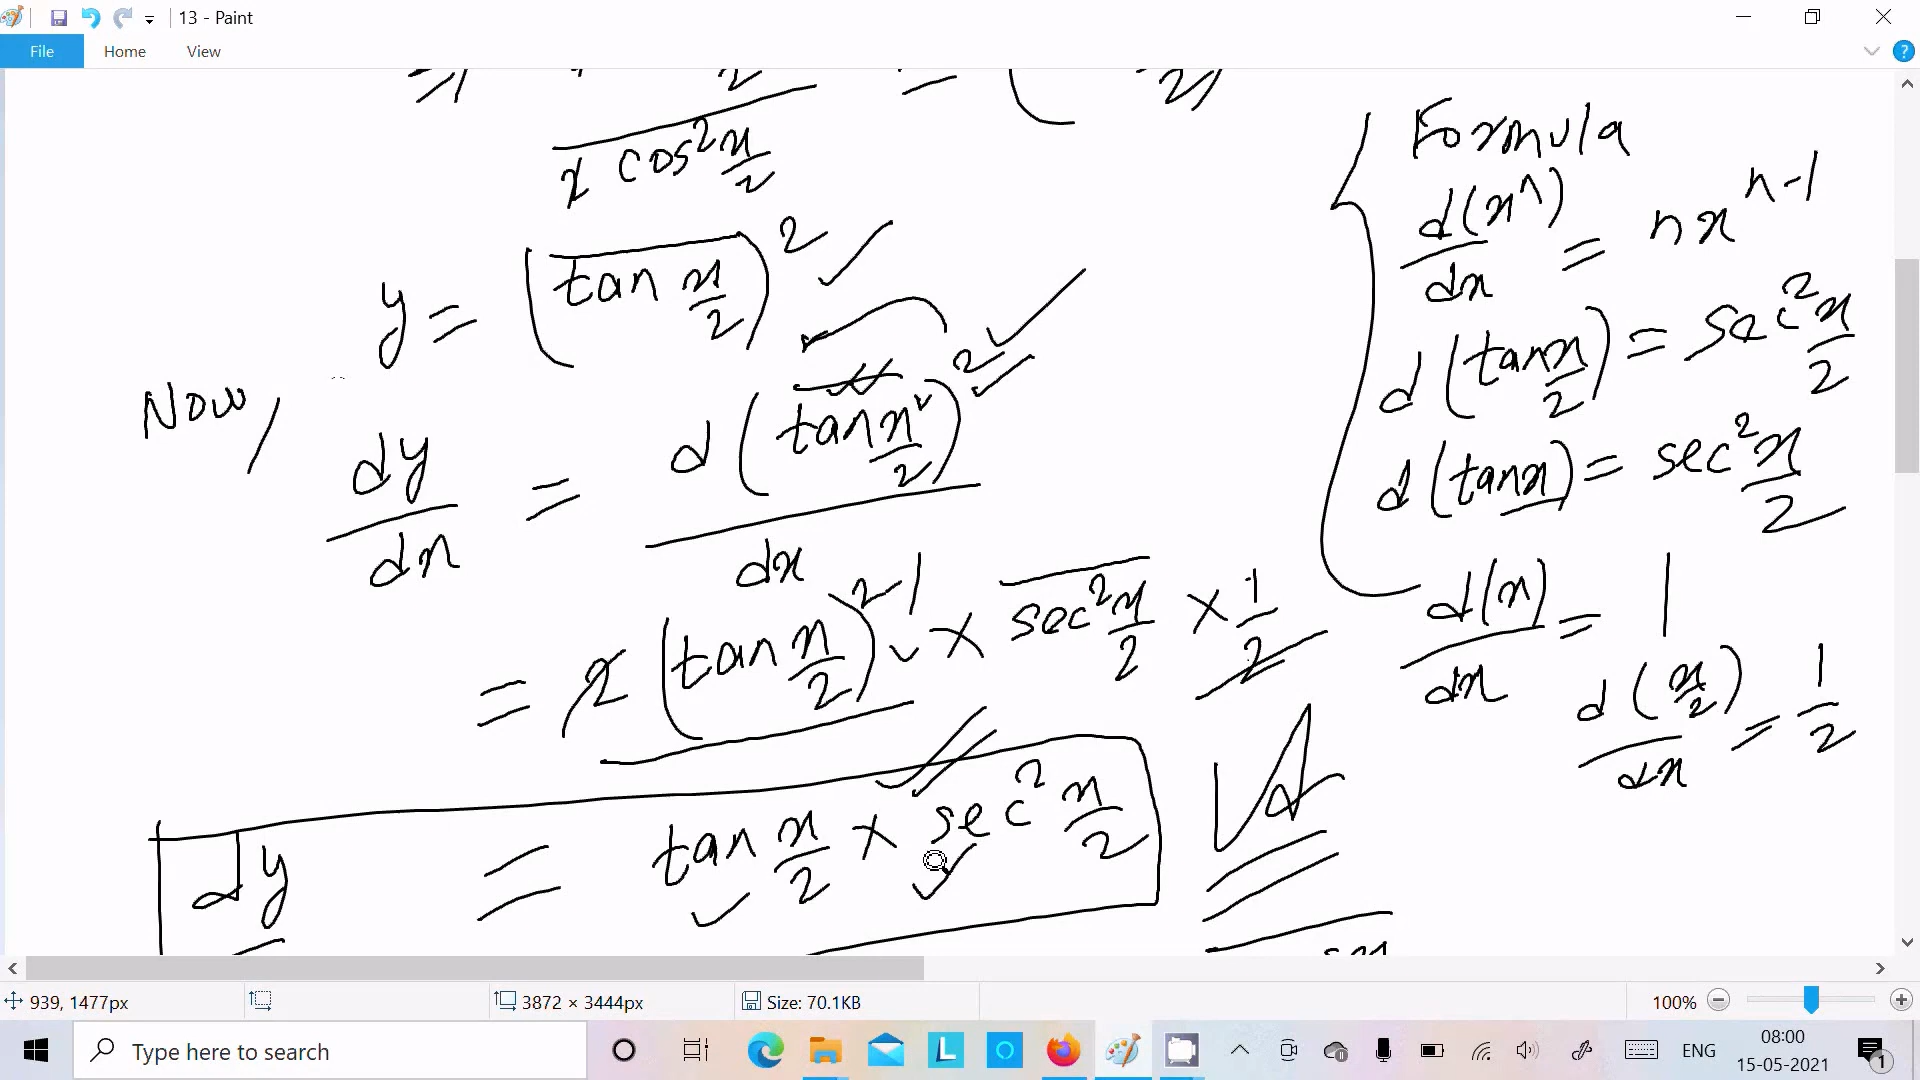 13 - Paint
File Home View
2 cos² x/2
y = (tan x/2)² ✓
Now,
dy/dx = d (tan x/2)² / dx
= 2 (tan x/2)²⁻¹ × sec² x/2 × 1/2
dy = tan x/2 × sec² x/2
Formula
d(xⁿ)/dx = nxⁿ⁻¹
d (tan x/2) = sec² x/2
d (tan x) = sec² x/2
d(x)/dx = 1
d (x/2)/dx = 1/2
939, 1477px
3872 × 3444px
Size: 70.1KB
100%
Type here to search
ENG
08:00
15-05-2021
1